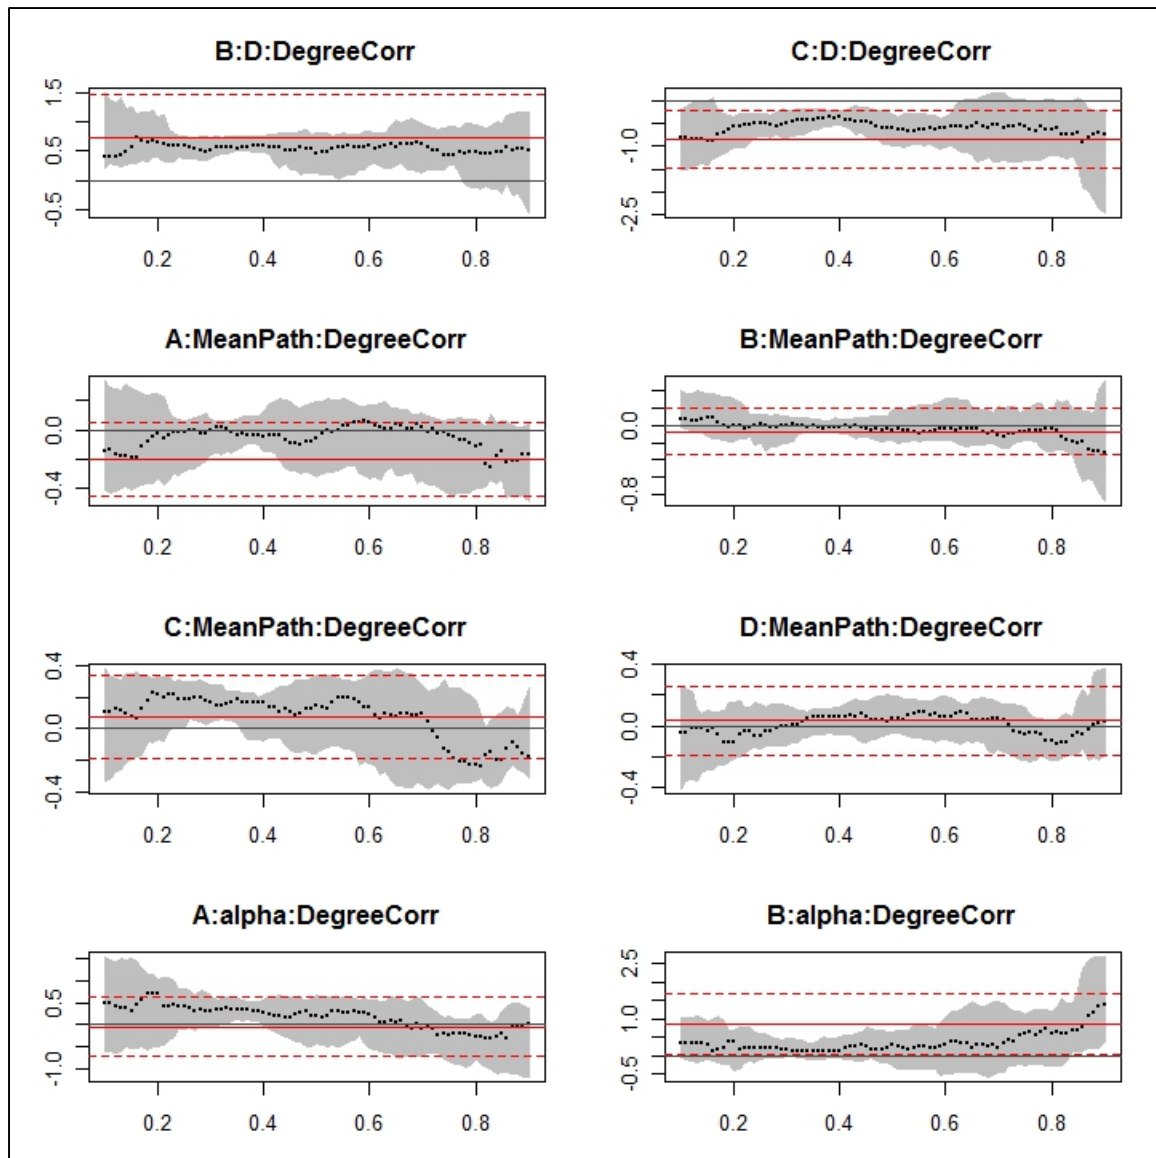 B:D:DegreeCorr
C:D:DegreeCorr
1.5
0.5
-0.5
-1.0
-2.5
0.2 0.4 0.6 0.8
0.2 0.4 0.6 0.8
A:MeanPath:DegreeCorr
B:MeanPath:DegreeCorr
0.0
-0.4
0.0
-0.8
0.2 0.4 0.6 0.8
0.2 0.4 0.6 0.8
C:MeanPath:DegreeCorr
D:MeanPath:DegreeCorr
0.4
0.0
-0.4
0.4
0.0
-0.4
0.2 0.4 0.6 0.8
0.2 0.4 0.6 0.8
A:alpha:DegreeCorr
B:alpha:DegreeCorr
0.5
-1.0
2.5
1.0
-0.5
0.2 0.4 0.6 0.8
0.2 0.4 0.6 0.8